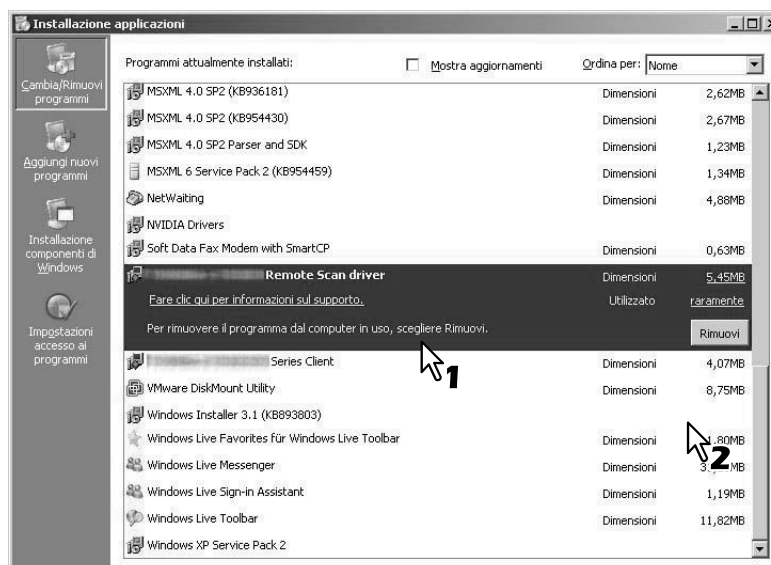 Installazione applicazioni
Programmi attualmente installati: Mostra aggiornamenti Ordina per: Nome
Cambia/Rimuovi programmi
Aggiungi nuovi programmi
Installazione componenti di Windows
Impostazioni accesso ai programmi
MSXML 4.0 SP2 (KB936181) Dimensioni 2,62MB
MSXML 4.0 SP2 (KB954430) Dimensioni 2,67MB
MSXML 4.0 SP2 Parser and SDK Dimensioni 1,23MB
MSXML 6 Service Pack 2 (KB954459) Dimensioni 1,34MB
NetWaiting Dimensioni 4,88MB
NVIDIA Drivers
Soft Data Fax Modem with SmartCP Dimensioni 0,63MB
Remote Scan driver Dimensioni 5,45MB
Fare clic qui per informazioni sul supporto. Utilizzato raramente
Per rimuovere il programma dal computer in uso, scegliere Rimuovi. Rimuovi
1
Series Client Dimensioni 4,07MB
VMware DiskMount Utility Dimensioni 8,75MB
Windows Installer 3.1 (KB893803)
Windows Live Favorites für Windows Live Toolbar Dimensioni
2
Windows Live Messenger Dimensioni
Windows Live Sign-in Assistant Dimensioni 1,19MB
Windows Live Toolbar Dimensioni 11,82MB
Windows XP Service Pack 2